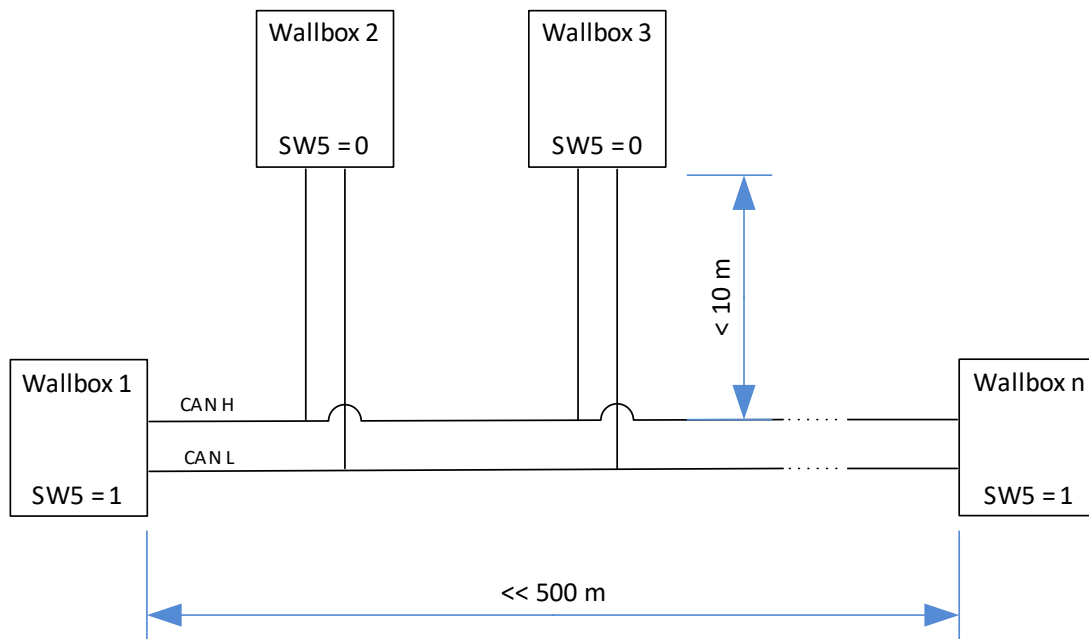 Wallbox 2
SW5 = 0
Wallbox 3
SW5 = 0
< 10 m
Wallbox 1
SW5 = 1
CAN H
CAN L
Wallbox n
SW5 = 1
<< 500 m